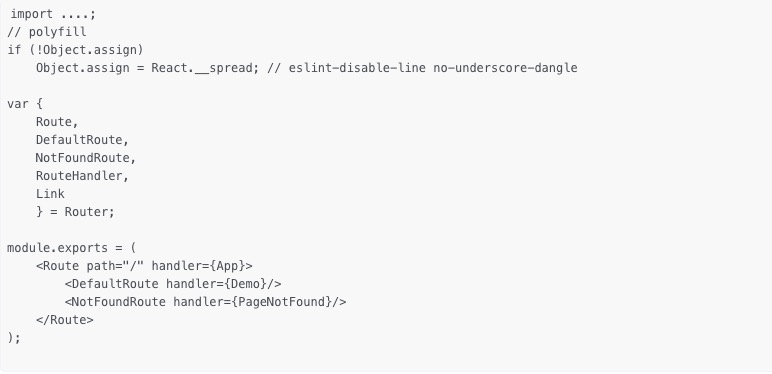 import ....;
// polyfill
if (!Object.assign)
    Object.assign = React.__spread; // eslint-disable-line no-underscore-dangle

var {
    Route,
    DefaultRoute,
    NotFoundRoute,
    RouteHandler,
    Link
    } = Router;

module.exports = (
    <Route path="/" handler={App}>
        <DefaultRoute handler={Demo}/>
        <NotFoundRoute handler={PageNotFound}/>
    </Route>
);